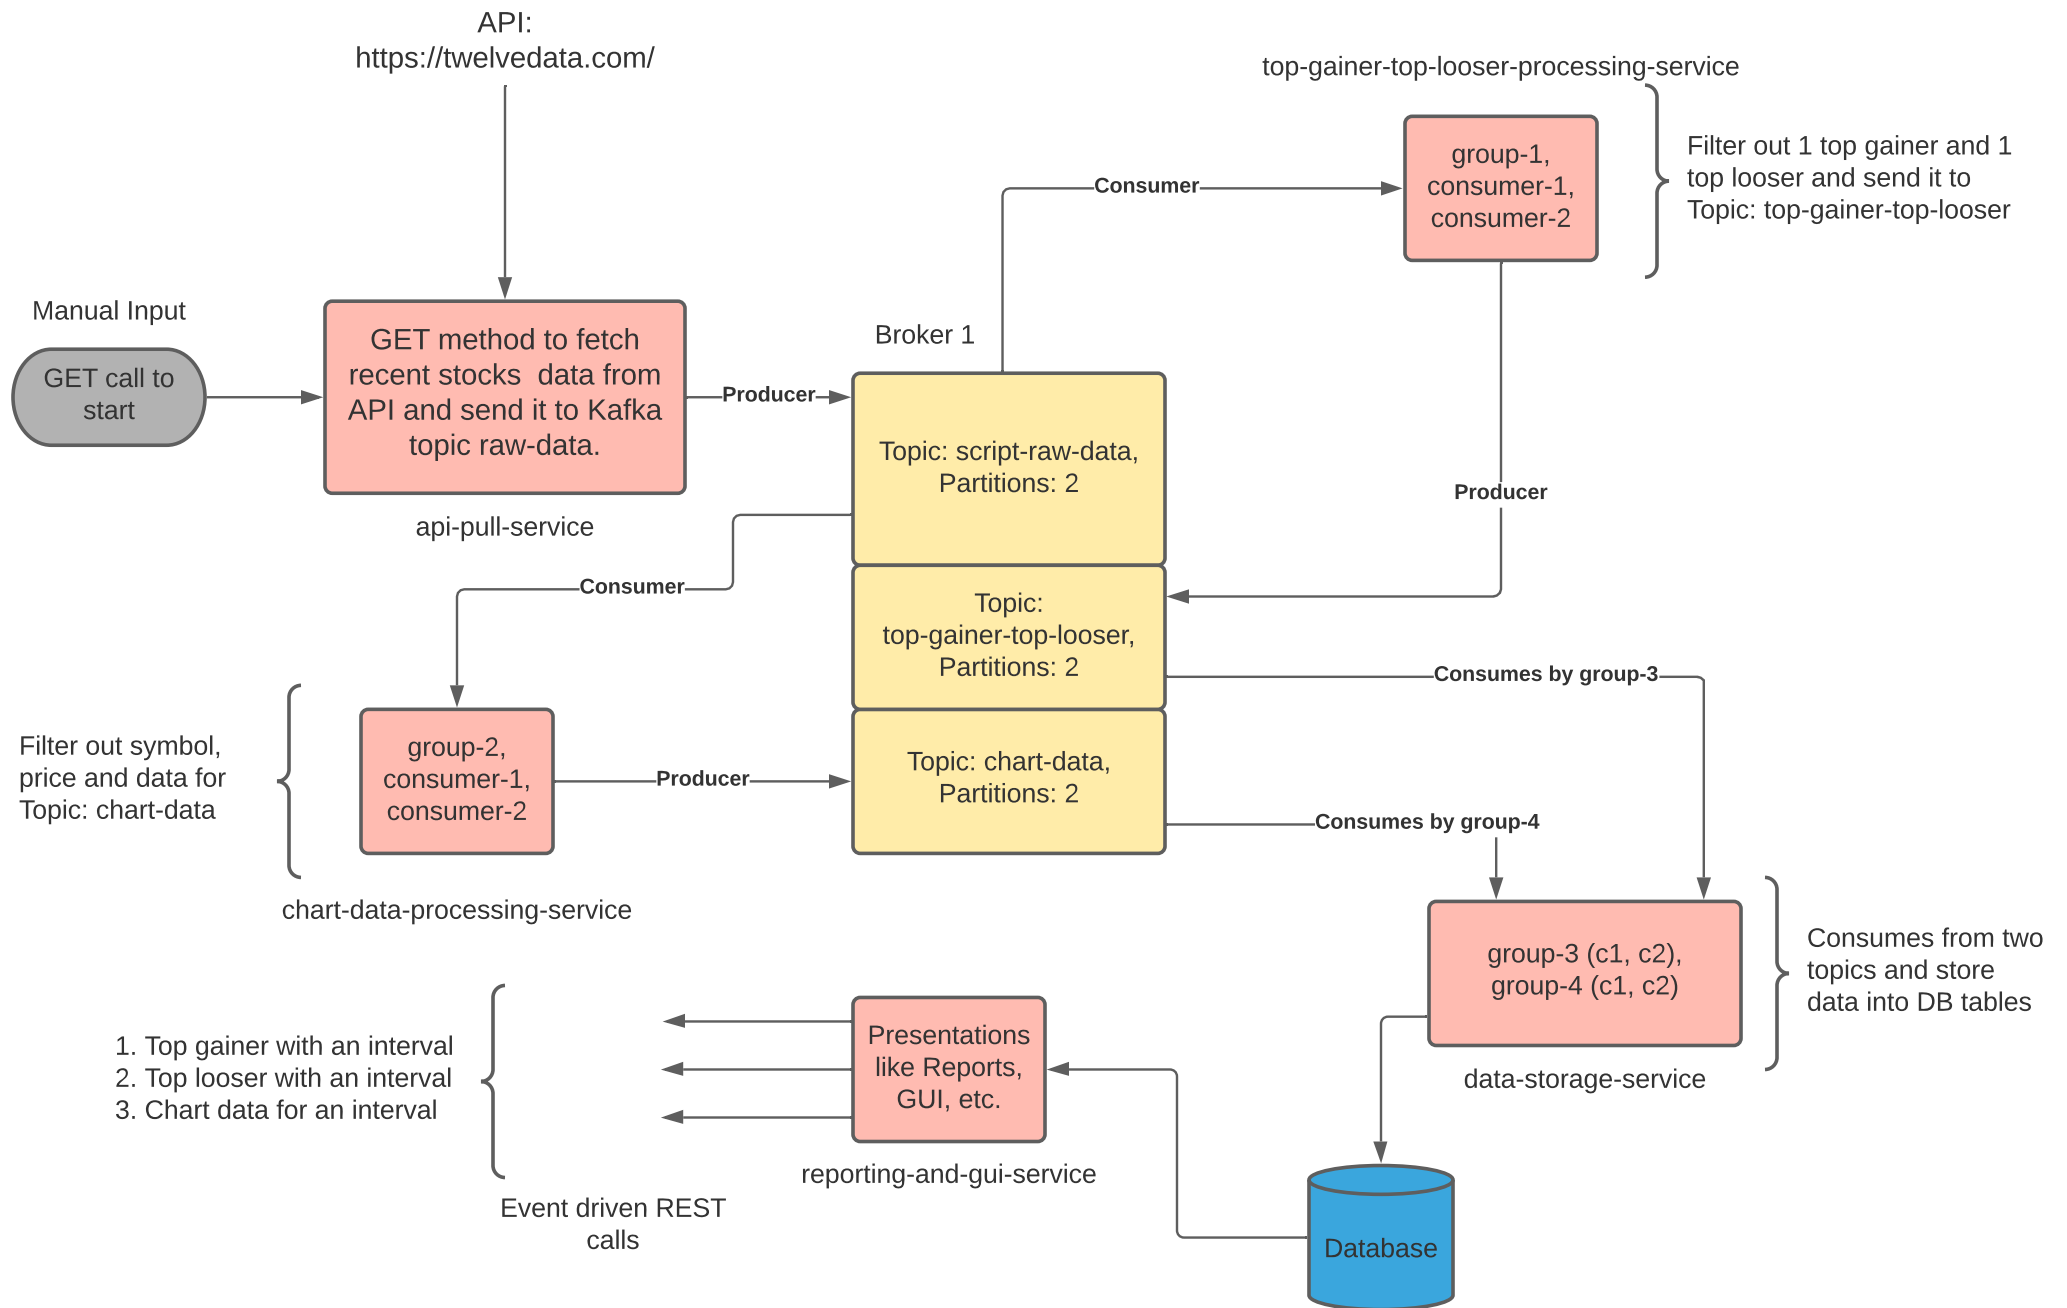 API:
https://twelvedata.com/
top-gainer-top-looser-processing-service
group-1,
consumer-1,
consumer-2
Filter out 1 top gainer and 1
top looser and send it to
Topic: top-gainer-top-looser
Consumer
Manual Input
GET call to
start
GET method to fetch
recent stocks  data from
API and send it to Kafka
topic raw-data.
api-pull-service
Producer
Broker 1
Topic: script-raw-data,
Partitions: 2
Producer
Consumer
Topic:
top-gainer-top-looser,
Partitions: 2
Consumes by group-3
Filter out symbol,
price and data for
Topic: chart-data
group-2,
consumer-1,
consumer-2
Producer
Topic: chart-data,
Partitions: 2
Consumes by group-4
chart-data-processing-service
group-3 (c1, c2),
group-4 (c1, c2)
Consumes from two
topics and store
data into DB tables
data-storage-service
1. Top gainer with an interval
2. Top looser with an interval
3. Chart data for an interval
Presentations
like Reports,
GUI, etc.
reporting-and-gui-service
Event driven REST
calls
Database